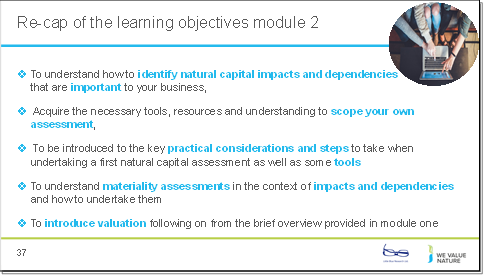 Re-cap of the learning objectives module 2
❖ To understand how to identify natural capital impacts and dependencies
that are important to your business,
❖ Acquire the necessary tools, resources and understanding to scope your own
assessment,
❖ To be introduced to the key practical considerations and steps to take when
undertaking a first natural capital assessment as well as some tools
❖ To understand materiality assessments in the context of impacts and dependencies
and how to undertake them
❖ To introduce valuation following on from the brief overview provided in module one
37
WE VALUE
NATURE